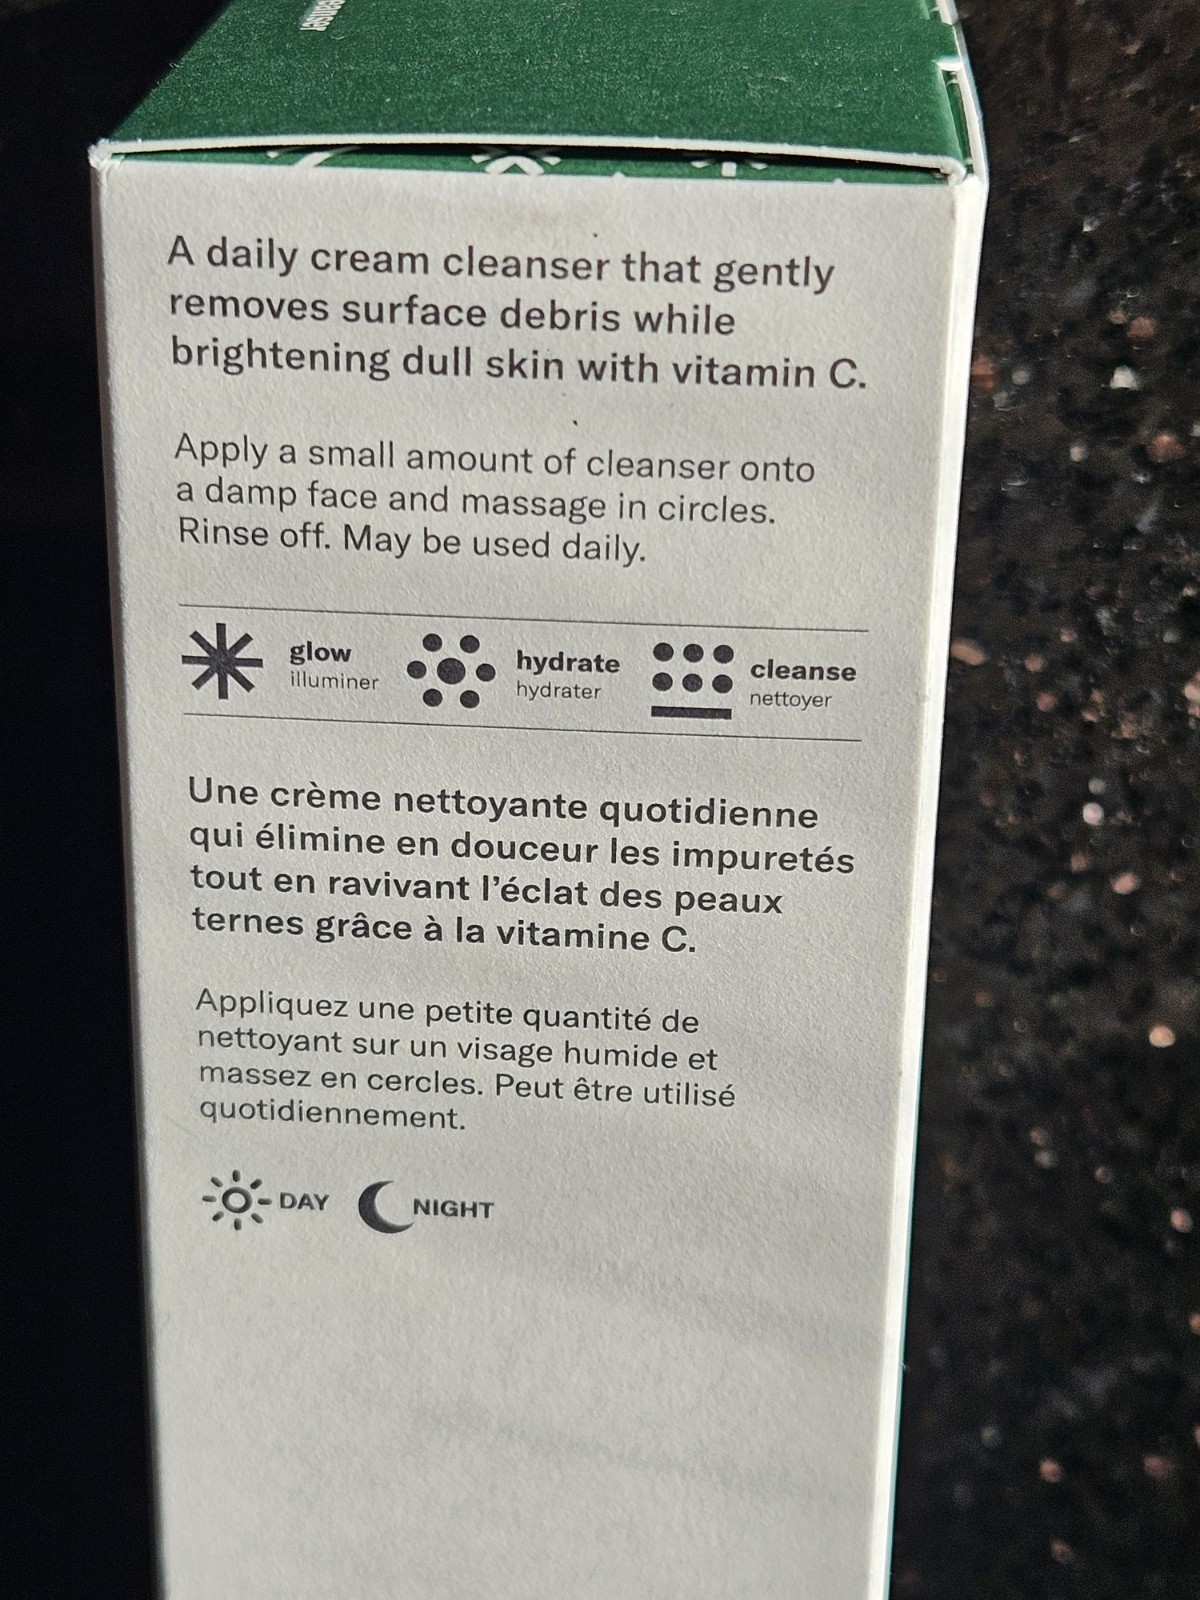 A daily cream cleanser that gently
removes surface debris while
brightening dull skin with vitamin C.
Apply a small amount of cleanser onto
a damp face and massage in circles.
Rinse off. May be used daily.
glow
illuminer
hydrate
hydrater
cleanse
nettoyer
Une crème nettoyante quotidienne
qui élimine en douceur les impuretés
tout en ravivant l'éclat des peaux
ternes grâce à la vitamine C.
Appliquez une petite quantité de
nettoyant sur un visage humide et
massez en cercles. Peut être utilisé
quotidiennement.
DAY
NIGHT